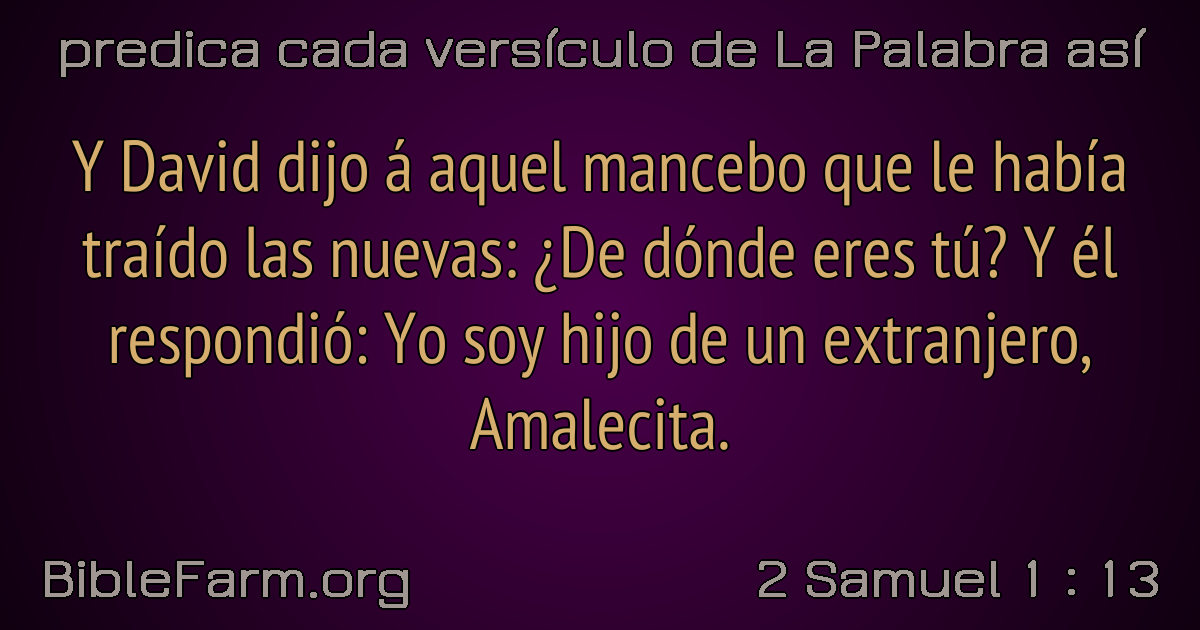 predica cada versículo de La Palabra así
Y David dijo á aquel mancebo que le había
traído las nuevas: ¿De dónde eres tú? Y él
respondió: Yo soy hijo de un extranjero,
Amalecita.
BibleFarm.org
2 Samuel 1 : 13